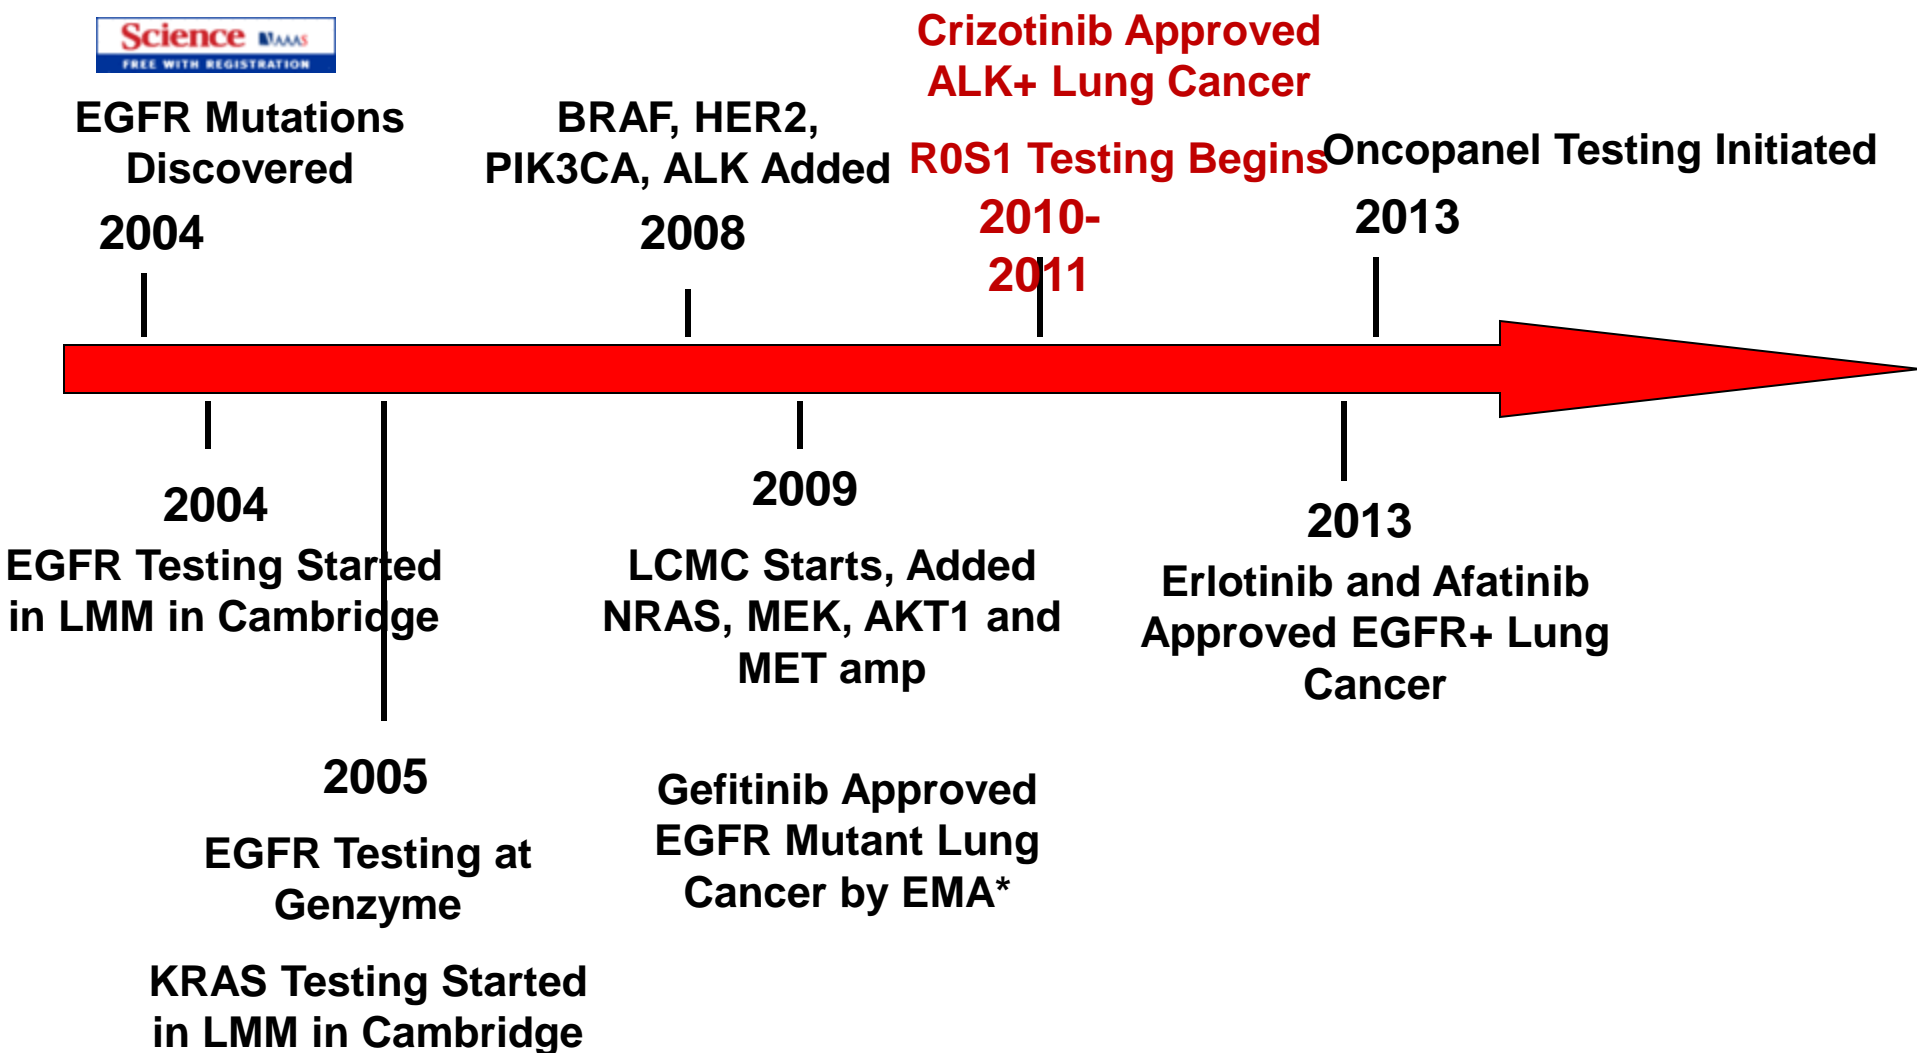 Science AAAS
FREE WITH REGISTRATION
EGFR Mutations
Discovered
2004
BRAF, HER2,
PIK3CA, ALK Added
2008
Crizotinib Approved
ALK+ Lung Cancer
R0S1 Testing Begins
2010-
2011
Oncopanel Testing Initiated
2013
2004
EGFR Testing Started
in LMM in Cambridge
2005
EGFR Testing at
Genzyme
KRAS Testing Started
in LMM in Cambridge
2009
LCMC Starts, Added
NRAS, MEK, AKT1 and
MET amp
Gefitinib Approved
EGFR Mutant Lung
Cancer by EMA*
2013
Erlotinib and Afatinib
Approved EGFR+ Lung
Cancer